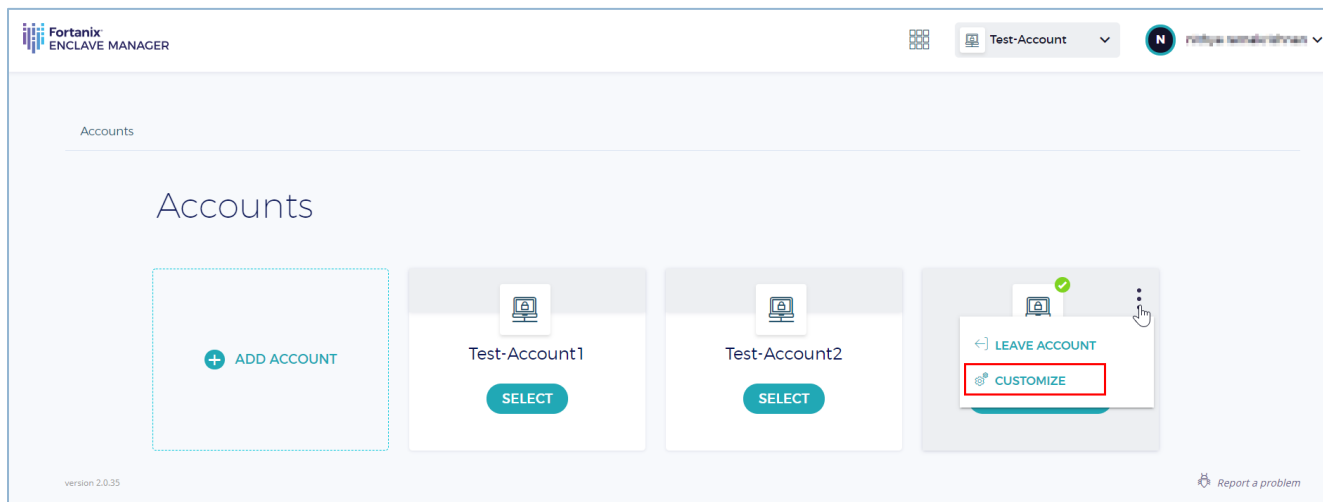 Fortanix
ENCLAVE MANAGER
Test-Account
N
Accounts
Accounts
ADD ACCOUNT
Test-Account1
SELECT
Test-Account2
SELECT
LEAVE ACCOUNT
CUSTOMIZE
version 2.0.35
Report a problem